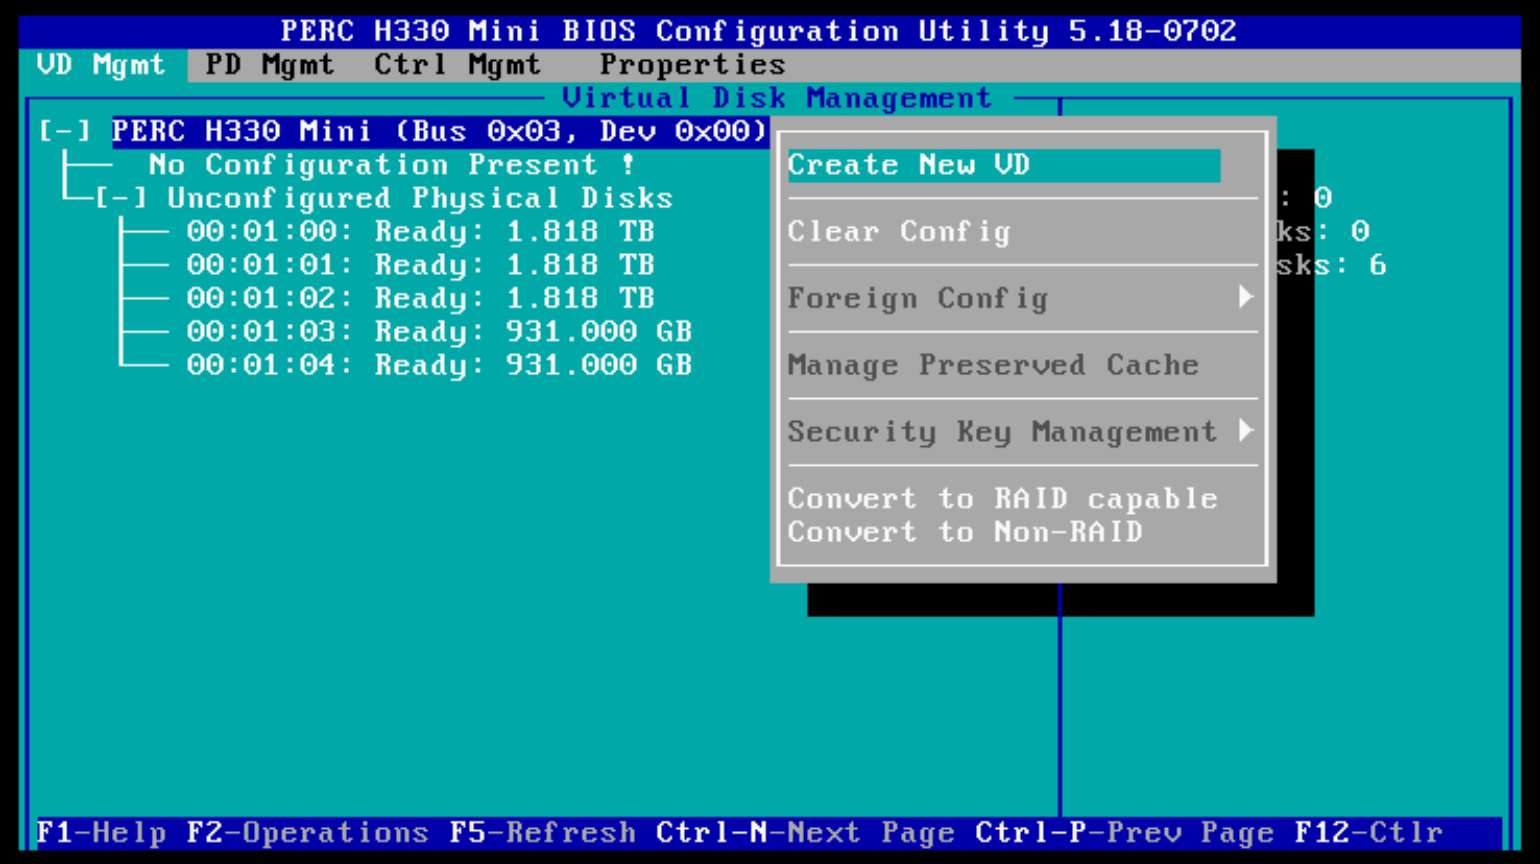 PERC H330 Mini BIOS Configuration Utility 5.18-0702
VD Mgmt PD Mgmt Ctrl Mgmt Properties
Virtual Disk Management
[-] PERC H330 Mini (Bus 0x03, Dev 0x00)
No Configuration Present !
[-] Unconfigured Physical Disks
00:01:00: Ready: 1.818 TB
00:01:01: Ready: 1.818 TB
00:01:02: Ready: 1.818 TB
00:01:03: Ready: 931.000 GB
00:01:04: Ready: 931.000 GB
Create New VD
Clear Config
Foreign Config
Manage Preserved Cache
Security Key Management
Convert to RAID capable
Convert to Non-RAID
: 0
ks: 0
sks: 6
F1-Help F2-Operations F5-Refresh Ctrl-N-Next Page Ctrl-P-Prev Page F12-Ctlr